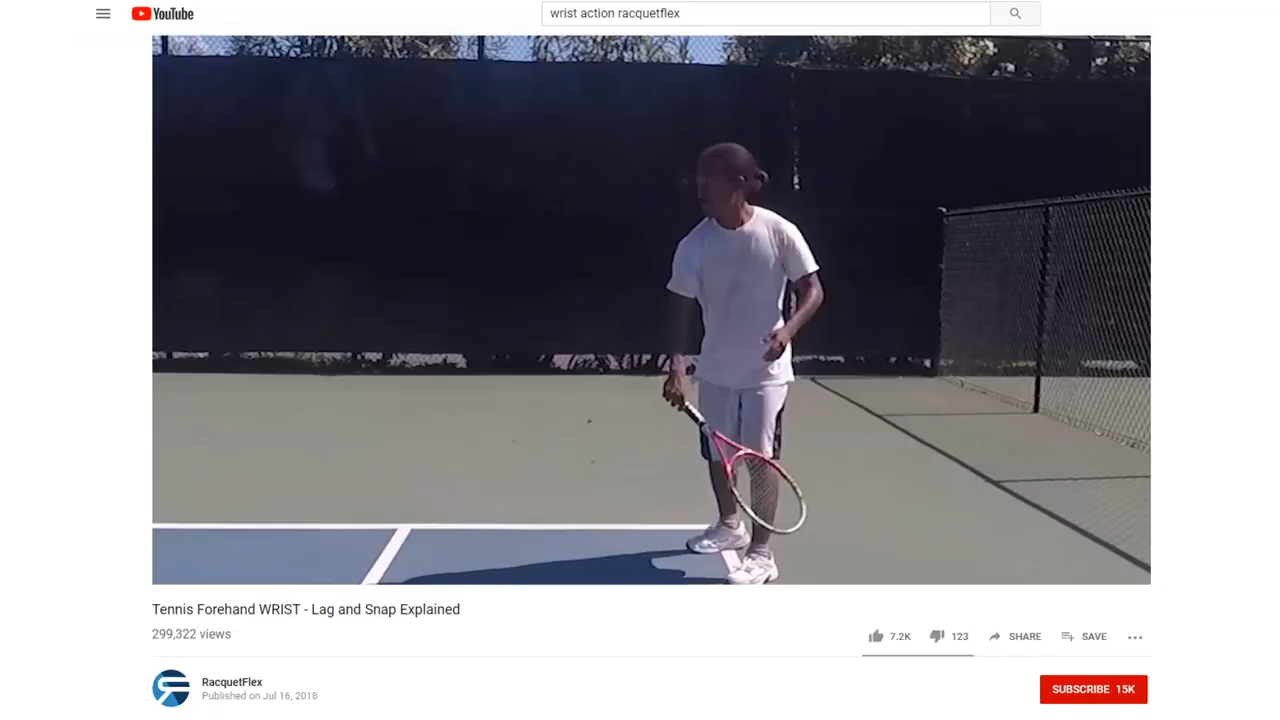 YouTube
wrist action racquetflex
Tennis Forehand WRIST - Lag and Snap Explained
299,322 views
7.2K
123
SHARE
SAVE
RacquetFlex
Published on Jul 16, 2018
SUBSCRIBE 15K